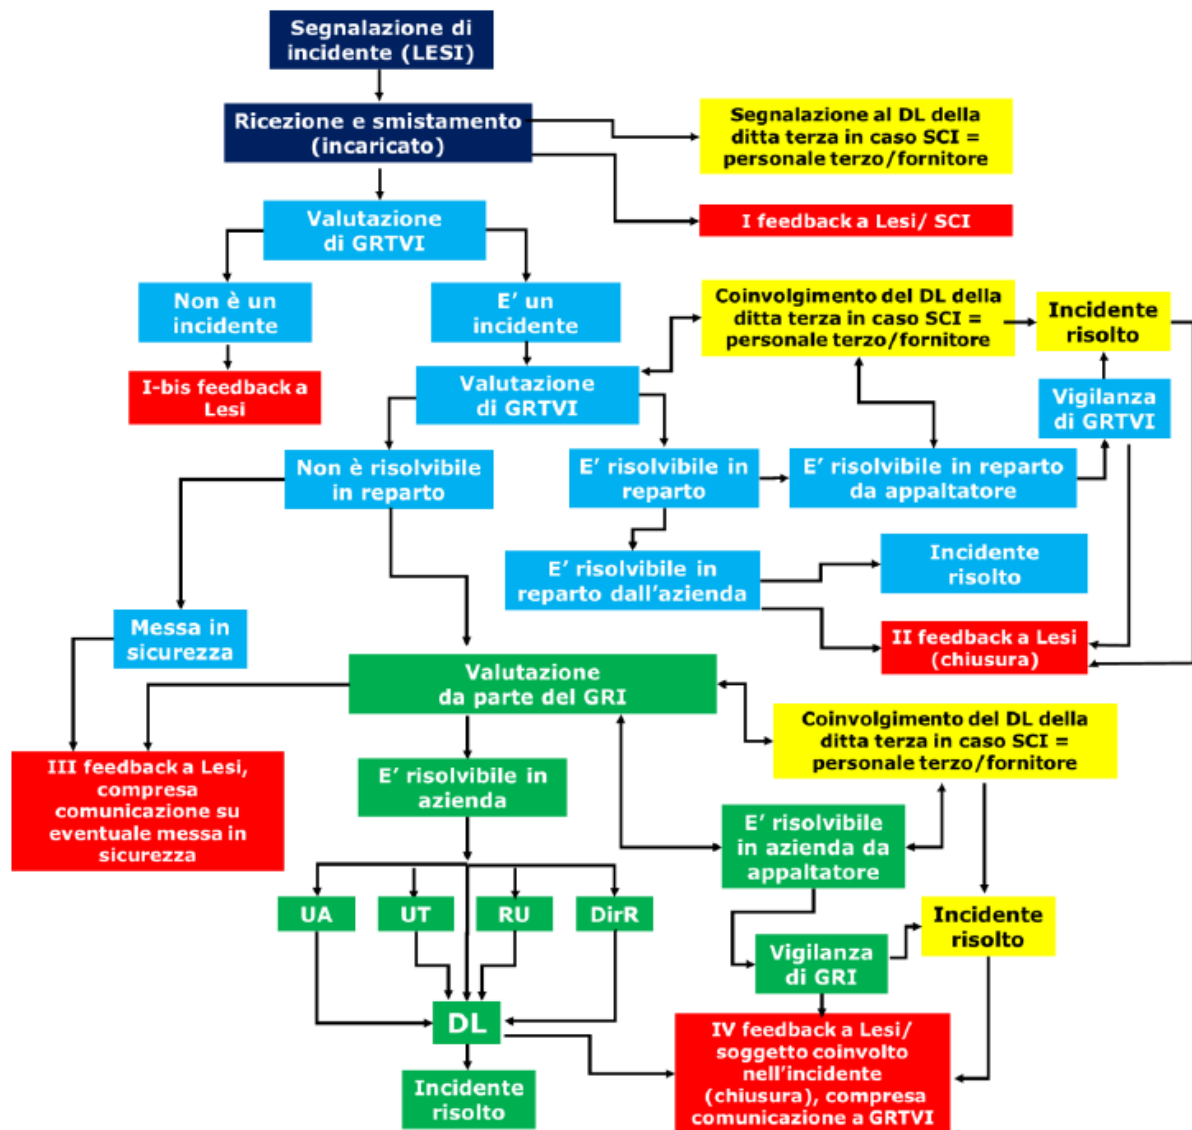 Segnalazione di
incidente (LESI)
Ricezione e smistamento
(incaricato)
Segnalazione al DL della
ditta terza in caso SCI =
personale terzo/fornitore
I feedback a Lesi/ SCI
Valutazione
di GRTVI
Non è un
incidente
E' un
incidente
Coinvolgimento del DL della
ditta terza in caso SCI =
personale terzo/fornitore
Incidente
risolto
I-bis feedback a
Lesi
Valutazione
di GRTVI
Vigilanza
di GRTVI
Non è risolvibile
in reparto
E' risolvibile in
reparto
E' risolvibile in reparto
da appaltatore
E' risolvibile in
reparto dall'azienda
Incidente
risolto
Messa in
sicurezza
II feedback a Lesi
(chiusura)
Valutazione
da parte del GRI
Coinvolgimento del DL della
ditta terza in caso SCI =
personale terzo/fornitore
III feedback a Lesi,
compresa
comunicazione su
eventuale messa in
sicurezza
E' risolvibile in
azienda
E' risolvibile
in azienda da
appaltatore
UA
UT
RU
DirR
Incidente
risolto
Vigilanza
di GRI
DL
IV feedback a Lesi/
soggetto coinvolto
nell'incidente
(chiusura), compresa
comunicazione a GRTVI
Incidente
risolto